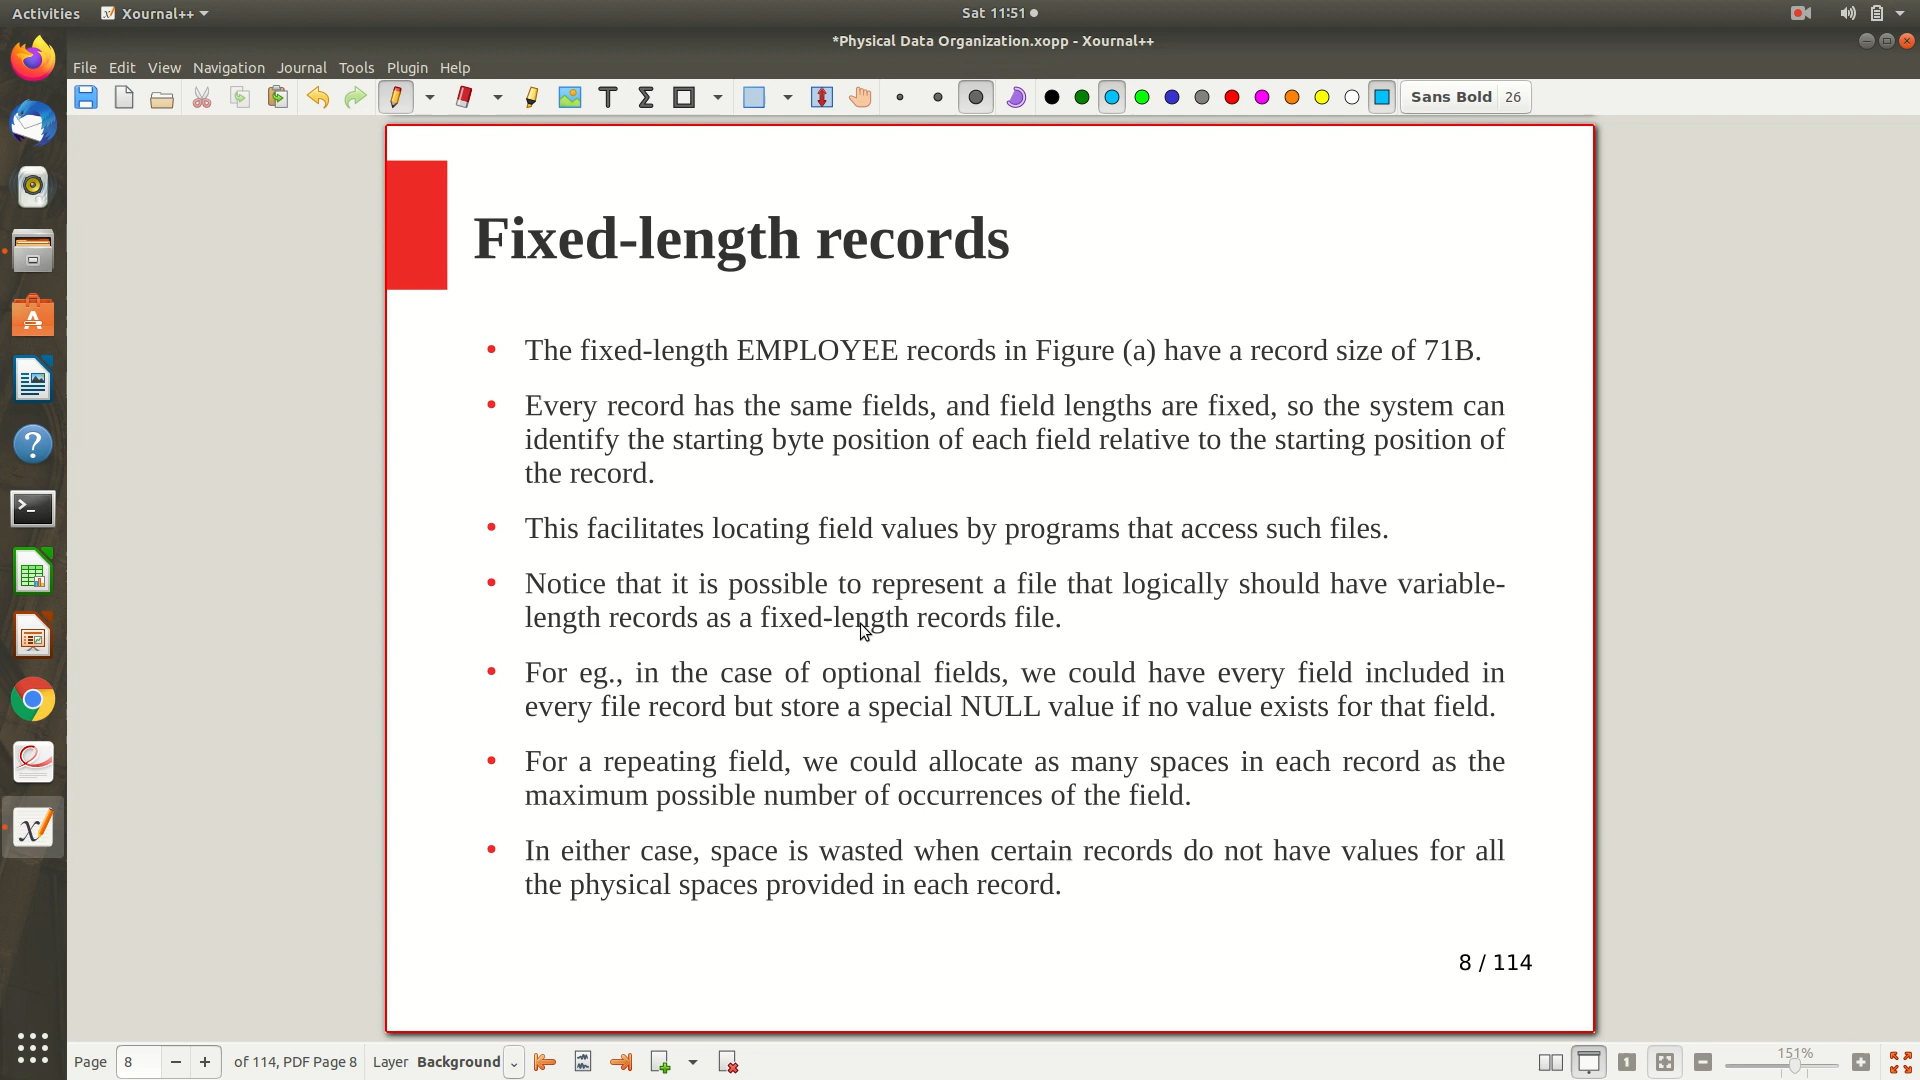 Activities Xournal++ Sat 11:51
*Physical Data Organization.xopp - Xournal++
File Edit View Navigation Journal Tools Plugin Help
Sans Bold 26
Fixed-length records
• The fixed-length EMPLOYEE records in Figure (a) have a record size of 71B.
• Every record has the same fields, and field lengths are fixed, so the system can
identify the starting byte position of each field relative to the starting position of
the record.
• This facilitates locating field values by programs that access such files.
• Notice that it is possible to represent a file that logically should have variable-
length records as a fixed-length records file.
• For eg., in the case of optional fields, we could have every field included in
every file record but store a special NULL value if no value exists for that field.
• For a repeating field, we could allocate as many spaces in each record as the
maximum possible number of occurrences of the field.
• In either case, space is wasted when certain records do not have values for all
the physical spaces provided in each record.
8 / 114
Page 8 − + of 114, PDF Page 8 Layer Background 1 151%